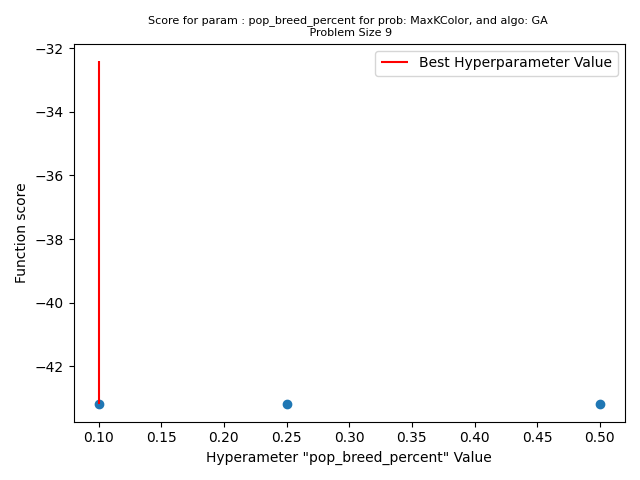 Score for param : pop_breed_percent for prob: MaxKColor, and algo: GA
Problem Size 9
Best Hyperparameter Value
Function score
−32
−34
−36
−38
−40
−42
0.10 0.15 0.20 0.25 0.30 0.35 0.40 0.45 0.50
Hyperameter "pop_breed_percent" Value